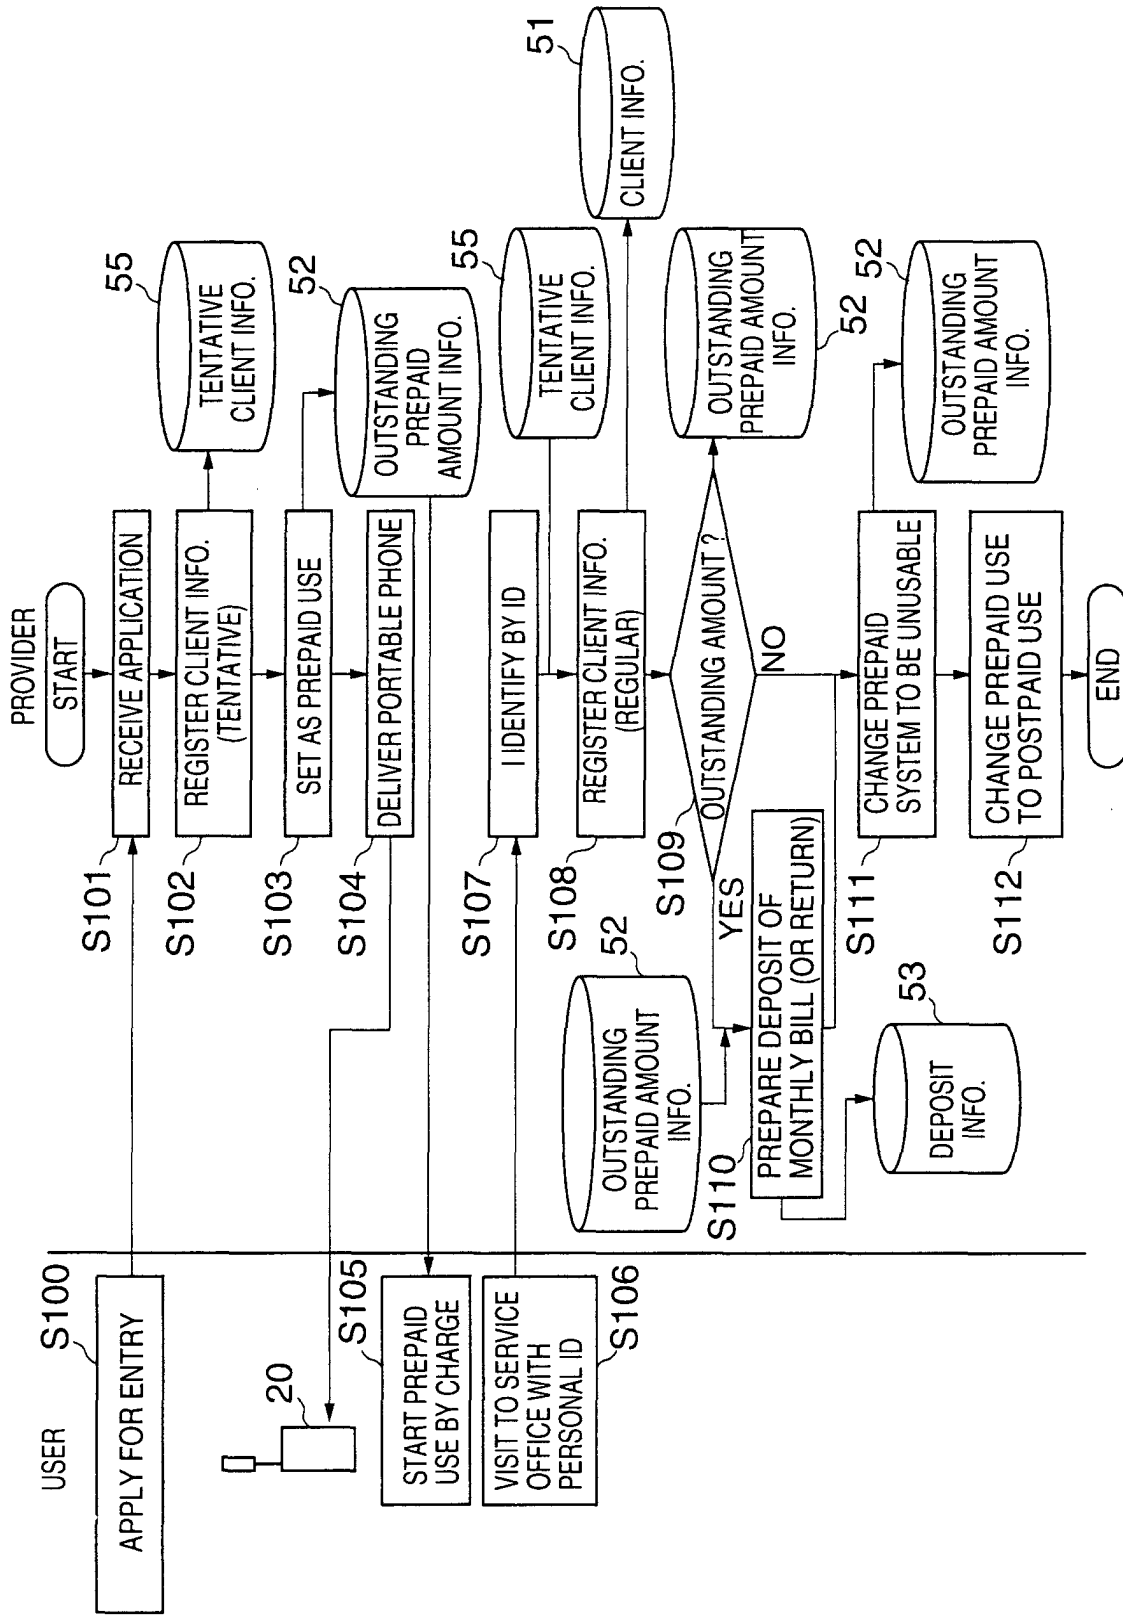 USER
PROVIDER
START
S100
APPLY FOR ENTRY
S101
RECEIVE APPLICATION
S102
REGISTER CLIENT INFO.
(TENTATIVE)
55
TENTATIVE
CLIENT INFO.
S103
SET AS PREPAID USE
52
OUTSTANDING
PREPAID
AMOUNT INFO.
S104
DELIVER PORTABLE PHONE
20
S105
START PREPAID
USE BY CHARGE
S106
VISIT TO SERVICE
OFFICE WITH
PERSONAL ID
S107
I IDENTIFY BY ID
55
TENTATIVE
CLIENT INFO.
S108
REGISTER CLIENT INFO.
(REGULAR)
51
CLIENT INFO.
S109
OUTSTANDING AMOUNT ?
YES
NO
OUTSTANDING
PREPAID AMOUNT
INFO.
52
52
OUTSTANDING
PREPAID AMOUNT
INFO.
S110
PREPARE DEPOSIT OF
MONTHLY BILL (OR RETURN)
53
DEPOSIT
INFO.
S111
CHANGE PREPAID
SYSTEM TO BE UNUSABLE
52
OUTSTANDING
PREPAID AMOUNT
INFO.
S112
CHANGE PREPAID USE
TO POSTPAID USE
END